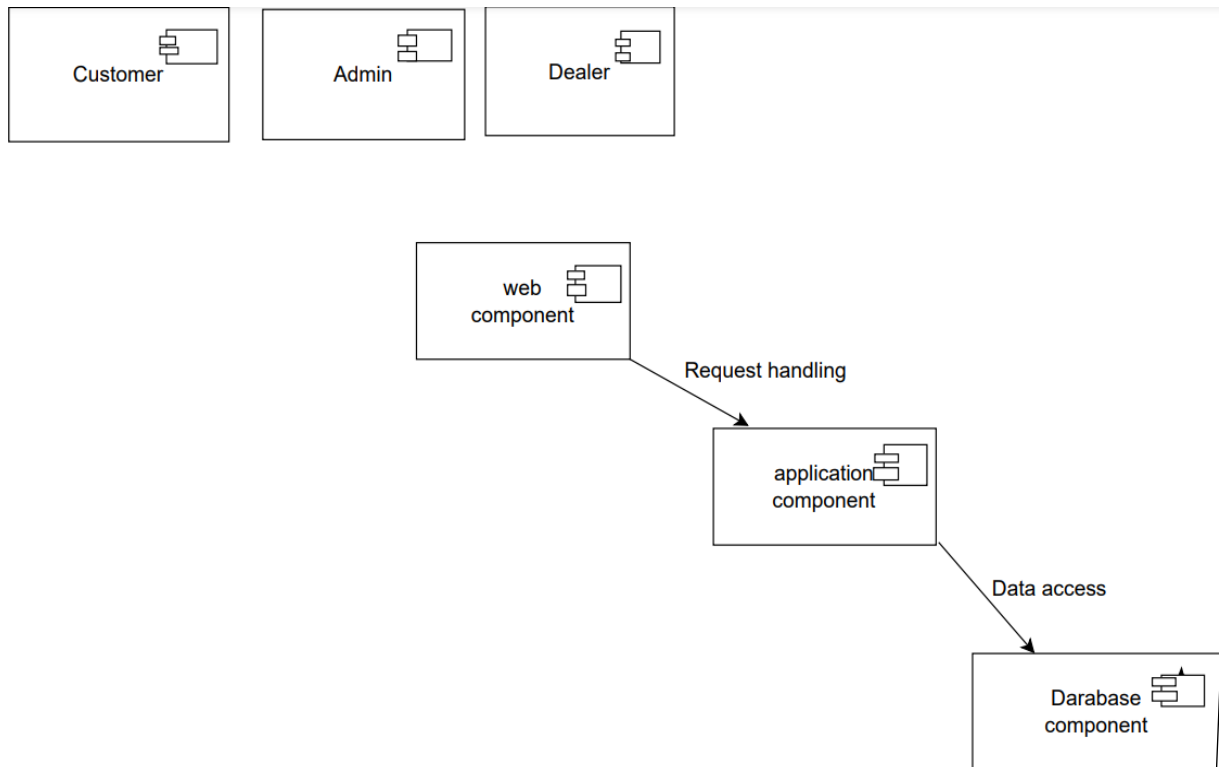 Customer
Admin
Dealer
web
component
Request handling
application
component
Data access
Darabase
component